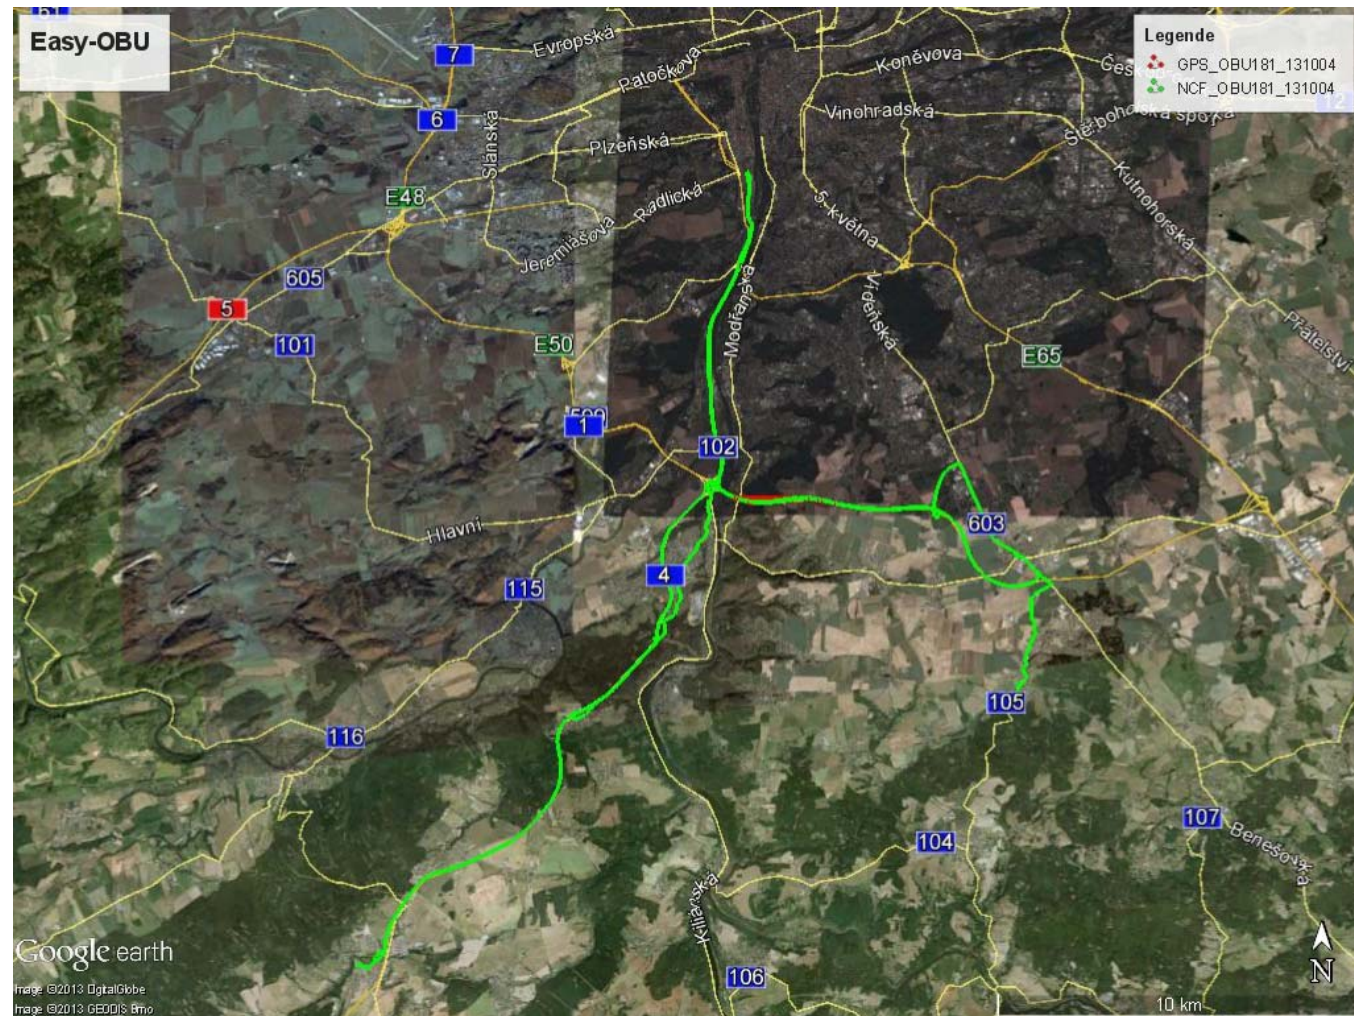 61
Easy-OBU
7
Evropská
Patočkova
Koněvova
Legende
GPS_OBU181_131004
NCF_OBU181_131004
12
6
Slánská
Vinohradská
Plzeňská
Kutnohorská
E48
Radlická
5. května
Jeremiášova
605
5
Modřanská
Vídeňská
Přátelství
101
E50
E65
1
102
Hlavní
603
4
115
105
116
107
104
Benešovská
Google earth
N
106
Image ©2013 DigitalGlobe
Image ©2013 GEODIS Brno
10 km